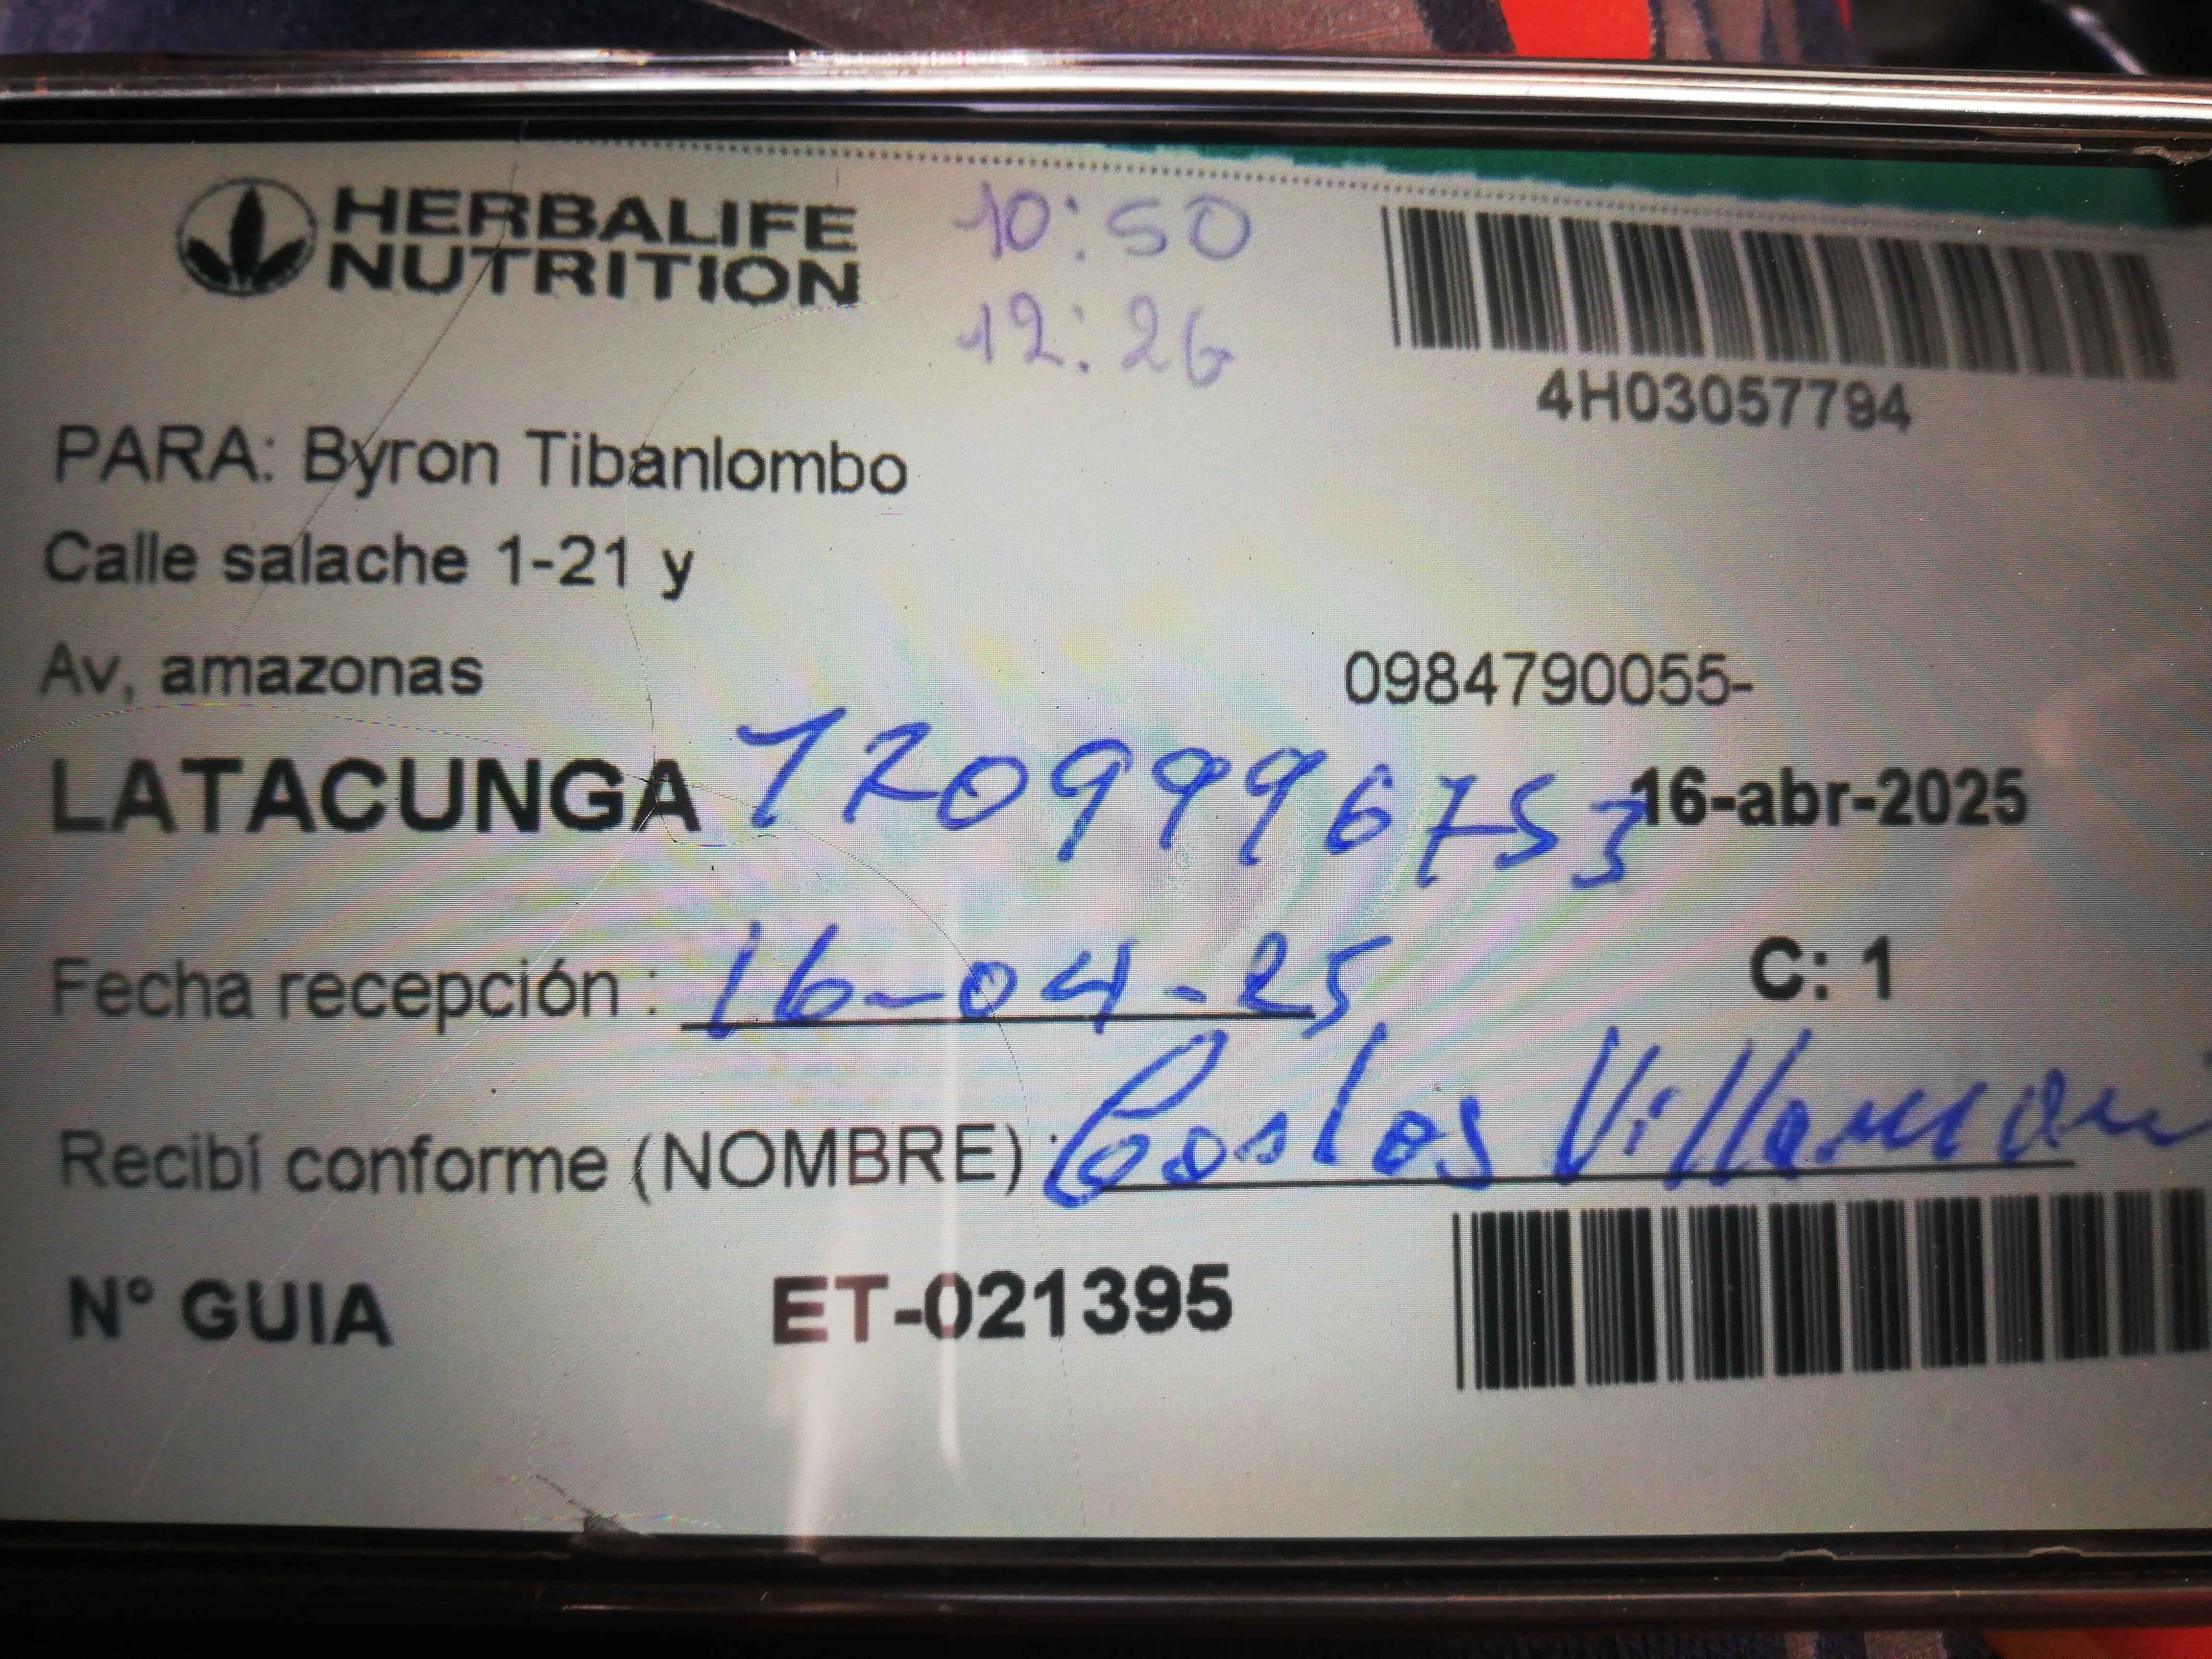 HERBALIFE
NUTRITION
10:50
12:26
4H03057794
PARA: Byron Tibanlombo
Calle salache 1-21 y
Av, amazonas
0984790055-
LATACUNGA 1709996753 16-abr-2025
Fecha recepción : 16-04-25
C: 1
Recibí conforme (NOMBRE) : Carlos
N° GUIA ET-021395